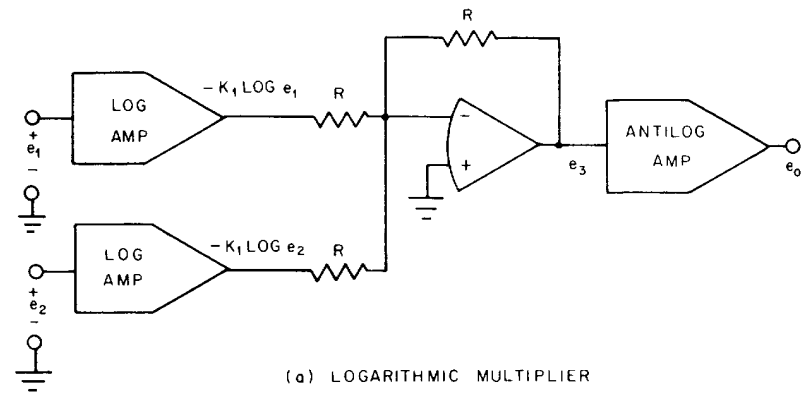 R
LOG
AMP
−K₁ LOG e₁
R
+
e₁
−
−
+
e₃
ANTILOG
AMP
e₀
LOG
AMP
−K₁ LOG e₂
R
+
e₂
−
(a) LOGARITHMIC MULTIPLIER